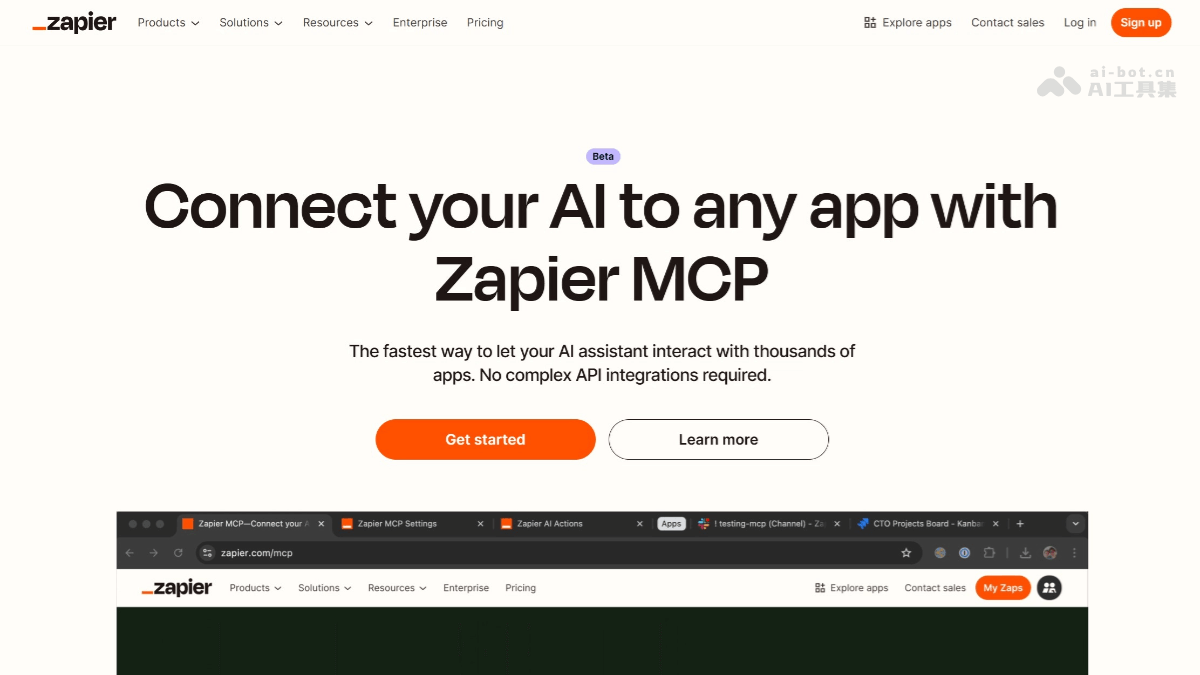 zapier
Products
Solutions
Resources
Enterprise
Pricing
Explore apps
Contact sales
Log in
Sign up
ai-bot.cn
AI工具集
Beta
Connect your AI to any app with
Zapier MCP
The fastest way to let your AI assistant interact with thousands of
apps. No complex API integrations required.
Get started
Learn more
Zapier MCP—Connect your A
Zapier MCP Settings
Zapier AI Actions
Apps
! testing-mcp (Channel) - Za
CTO Projects Board - Kanba
zapier.com/mcp
zapier
Products
Solutions
Resources
Enterprise
Pricing
Explore apps
Contact sales
My Zaps